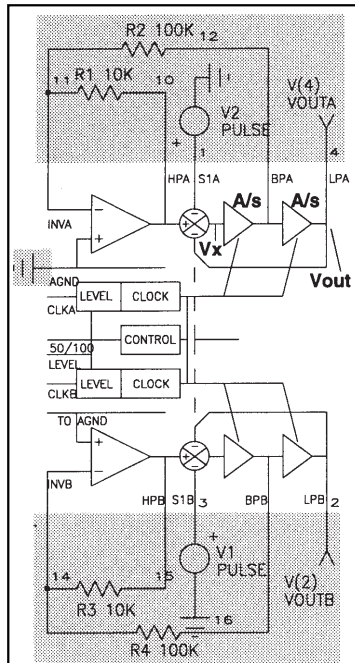 R2 100K
12
11
R1 10K
10
V2
PULSE
+
1
V(4)
VOUTA
4
HPA
S1A
BPA
LPA
A/s
A/s
INVA
Vx
Vout
AGND
CLKA
LEVEL
CLOCK
50/100
CONTROL
LEVEL
CLKB
LEVEL
CLOCK
TO AGND
INVB
HPB
S1B
3
BPB
LPB
2
+
V1
PULSE
V(2)
VOUTB
14
15
R3 10K
16
R4 100K